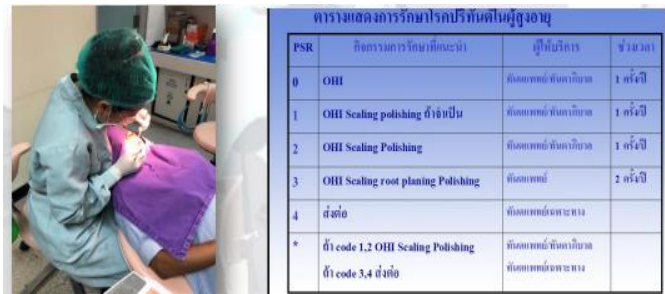 ตารางแสดงการรักษาโรคปริทันต์ในผู้สูงอายุ
PSR กิจกรรมการรักษาที่แนะนำ ผู้ให้บริการ ช่วงเวลา
0 OHI ทันตแพทย์/ทันตาภิบาล 1 ครั้ง/ปี
1 OHI Scaling polishing ถ้าจำเป็น ทันตแพทย์/ทันตาภิบาล 1 ครั้ง/ปี
2 OHI Scaling Polishing ทันตแพทย์/ทันตาภิบาล 1 ครั้ง/ปี
3 OHI Scaling root planing Polishing ทันตแพทย์ 2 ครั้ง/ปี
4 ส่งต่อ ทันตแพทย์เฉพาะทาง
* ถ้า code 1,2 OHI Scaling Polishing ทันตแพทย์/ทันตาภิบาล
ถ้า code 3,4 ส่งต่อ ทันตแพทย์เฉพาะทาง